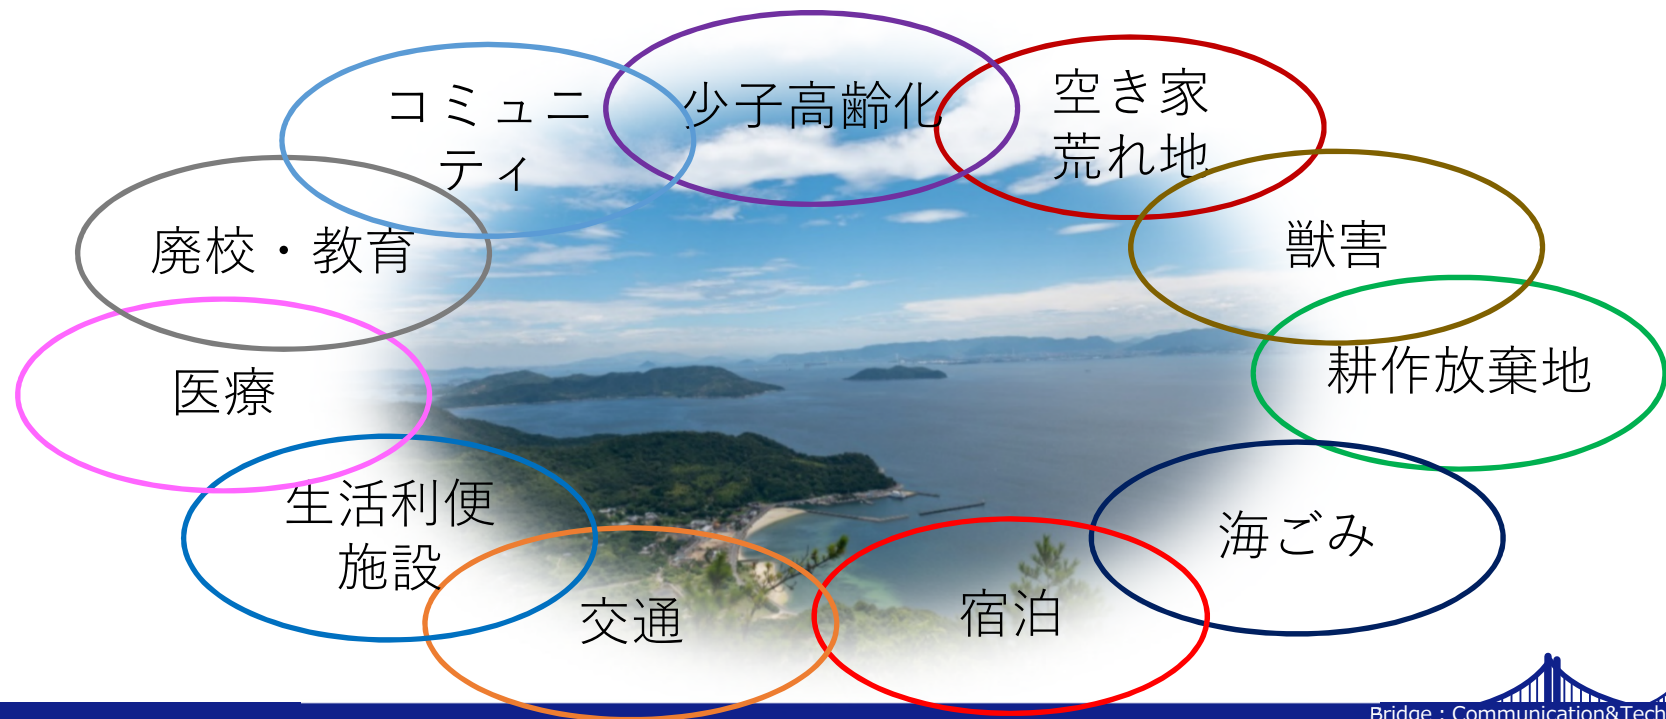 少子高齢化
空き家
荒れ地
獣害
耕作放棄地
海ごみ
宿泊
交通
生活利便
施設
医療
廃校・教育
コミュニ
ティ
Bridge : Communication&Tech